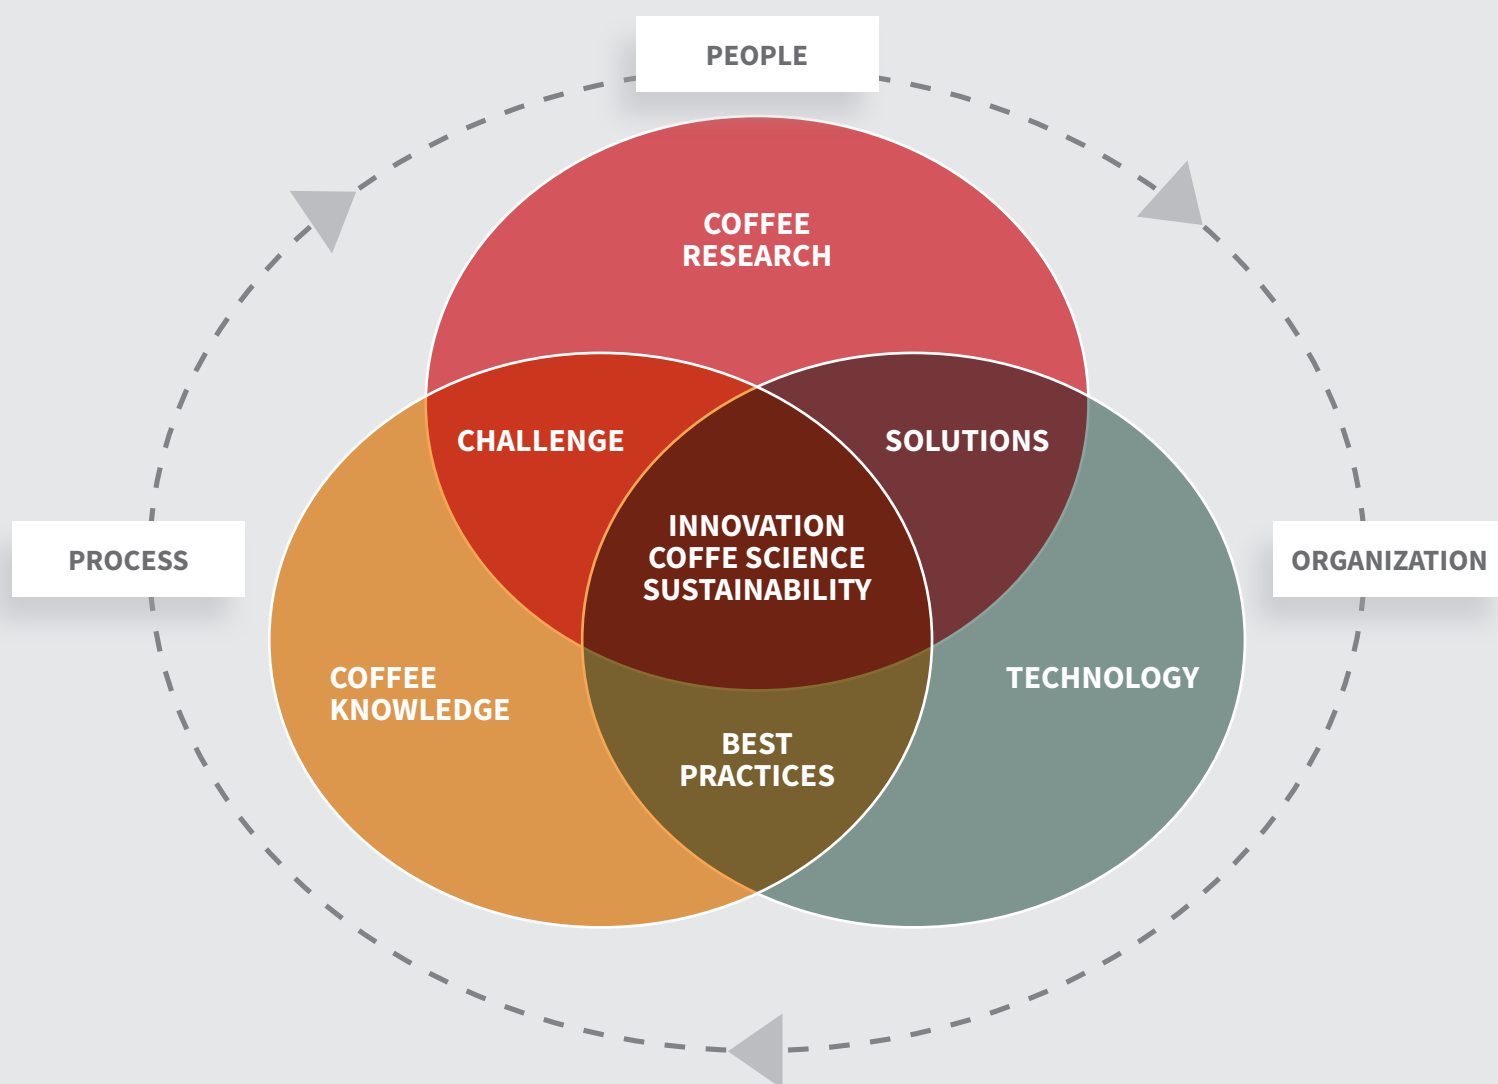 PEOPLE
COFFEE
RESEARCH
CHALLENGE
SOLUTIONS
INNOVATION
COFFE SCIENCE
SUSTAINABILITY
PROCESS
ORGANIZATION
COFFEE
KNOWLEDGE
TECHNOLOGY
BEST
PRACTICES